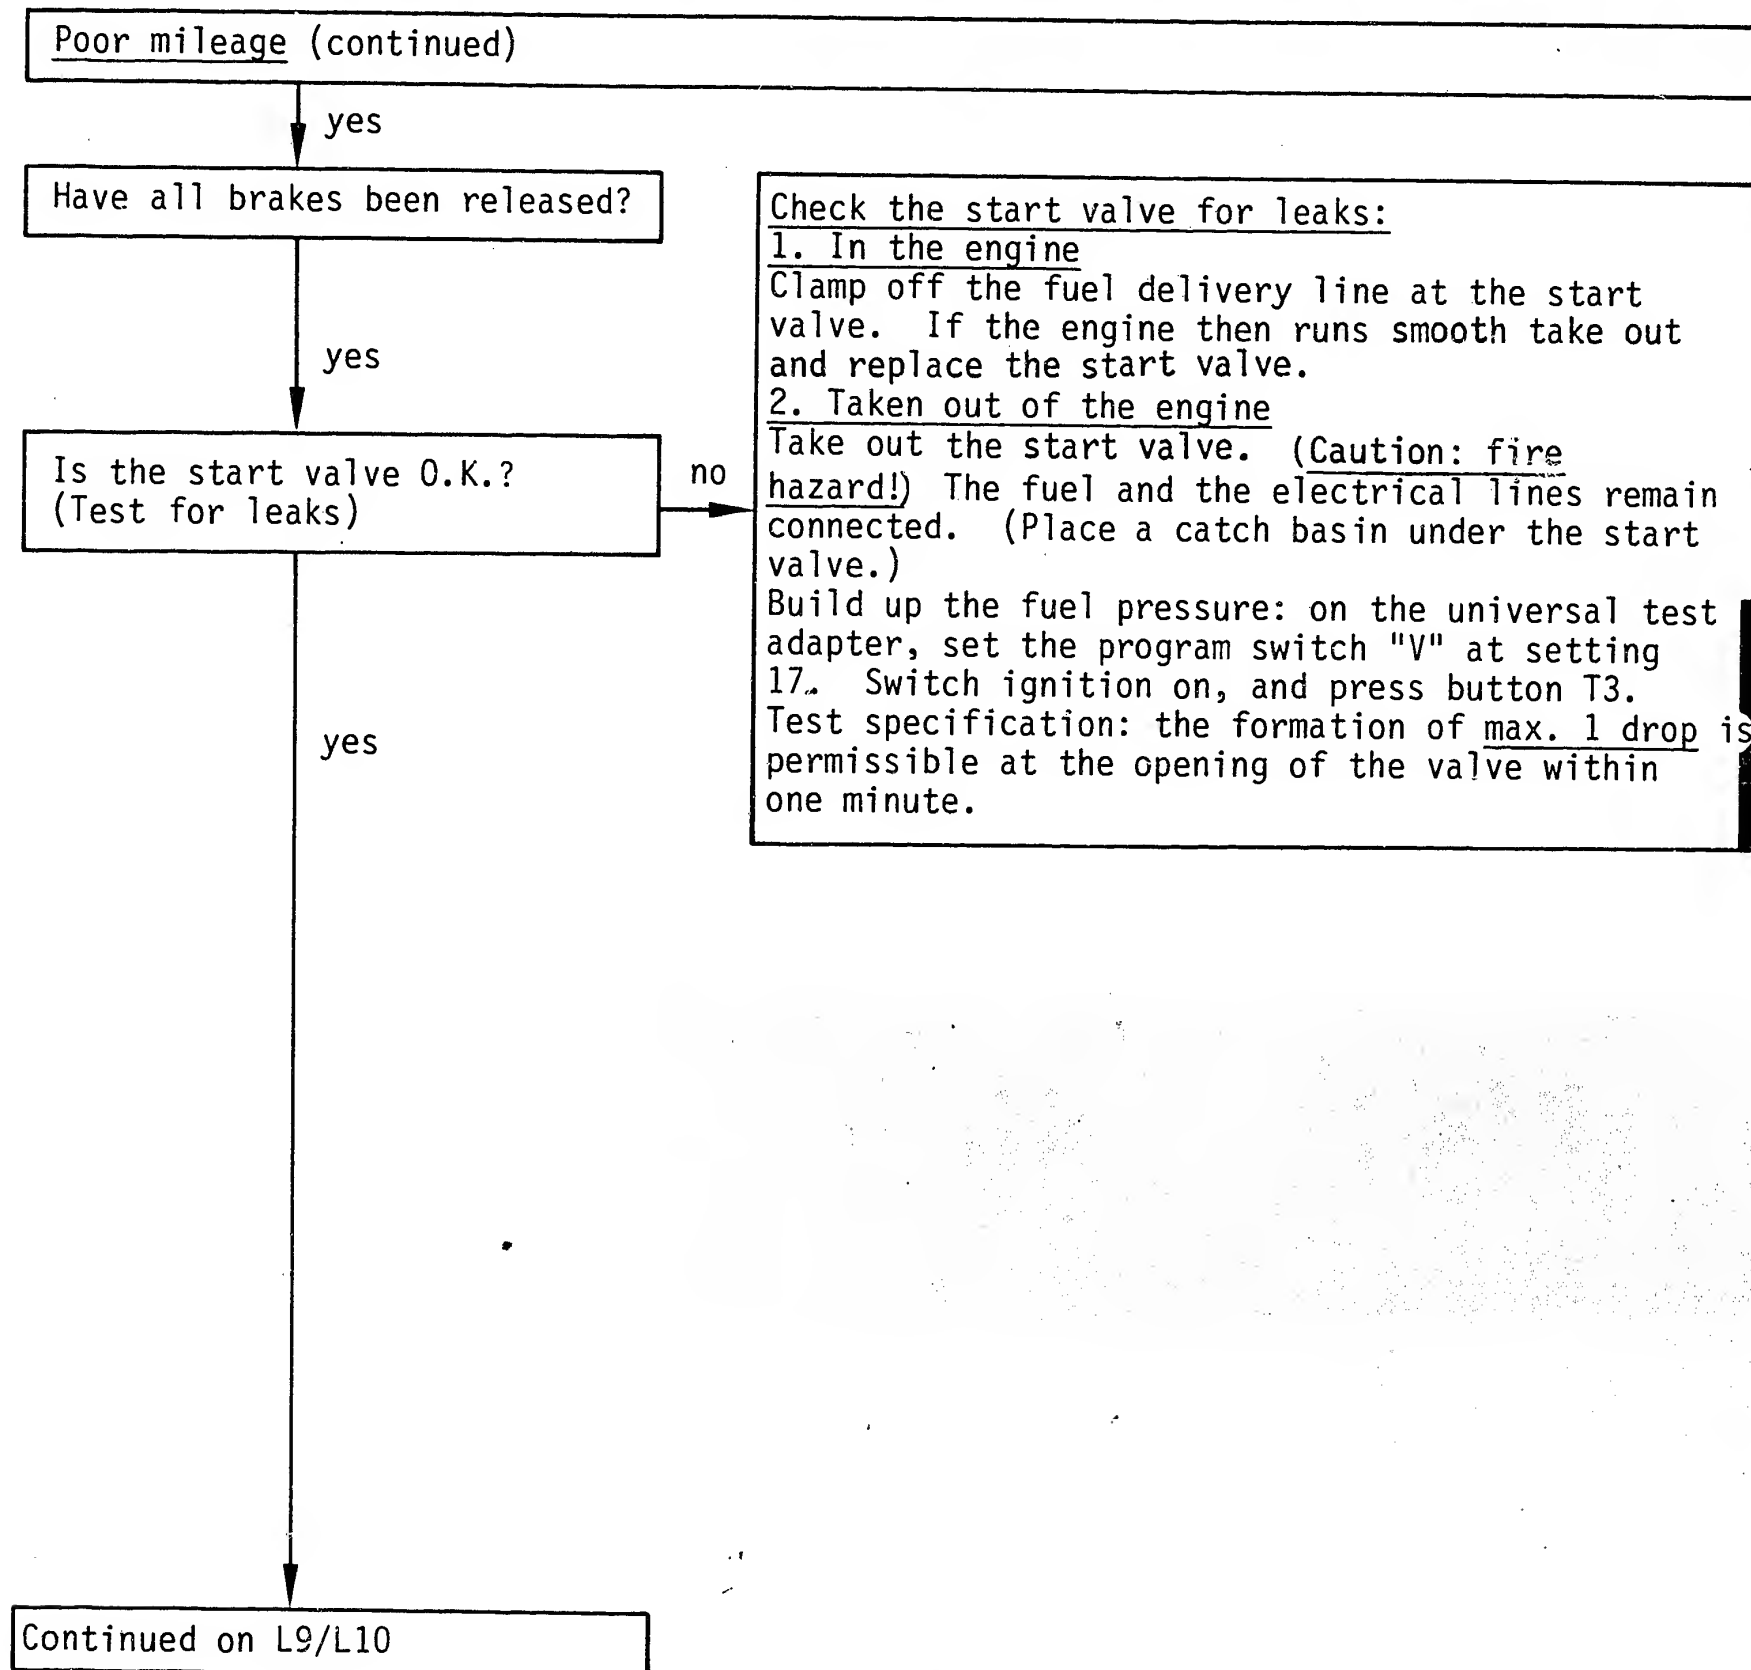 Poor mileage (continued)
yes
Have all brakes been released?
yes
Is the start valve O.K.?
(Test for leaks)
no
Check the start valve for leaks:
1. In the engine
Clamp off the fuel delivery line at the start
valve. If the engine then runs smooth take out
and replace the start valve.
2. Taken out of the engine
Take out the start valve. (Caution: fire
hazard!) The fuel and the electrical lines remain
connected. (Place a catch basin under the start
valve.)
Build up the fuel pressure: on the universal test
adapter, set the program switch "V" at setting
17. Switch ignition on, and press button T3.
Test specification: the formation of max. 1 drop is
permissible at the opening of the valve within
one minute.
yes
Continued on L9/L10